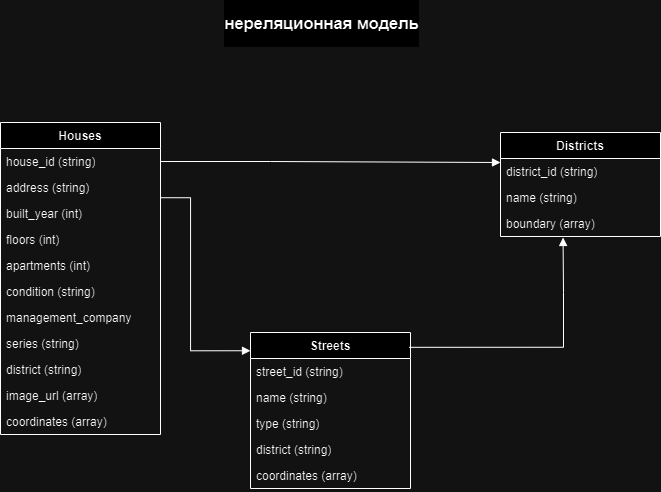 нереляционная модель
Houses
house_id (string)
address (string)
built_year (int)
floors (int)
apartments (int)
condition (string)
management_company
series (string)
district (string)
image_url (array)
coordinates (array)
Districts
district_id (string)
name (string)
boundary (array)
Streets
street_id (string)
name (string)
type (string)
district (string)
coordinates (array)